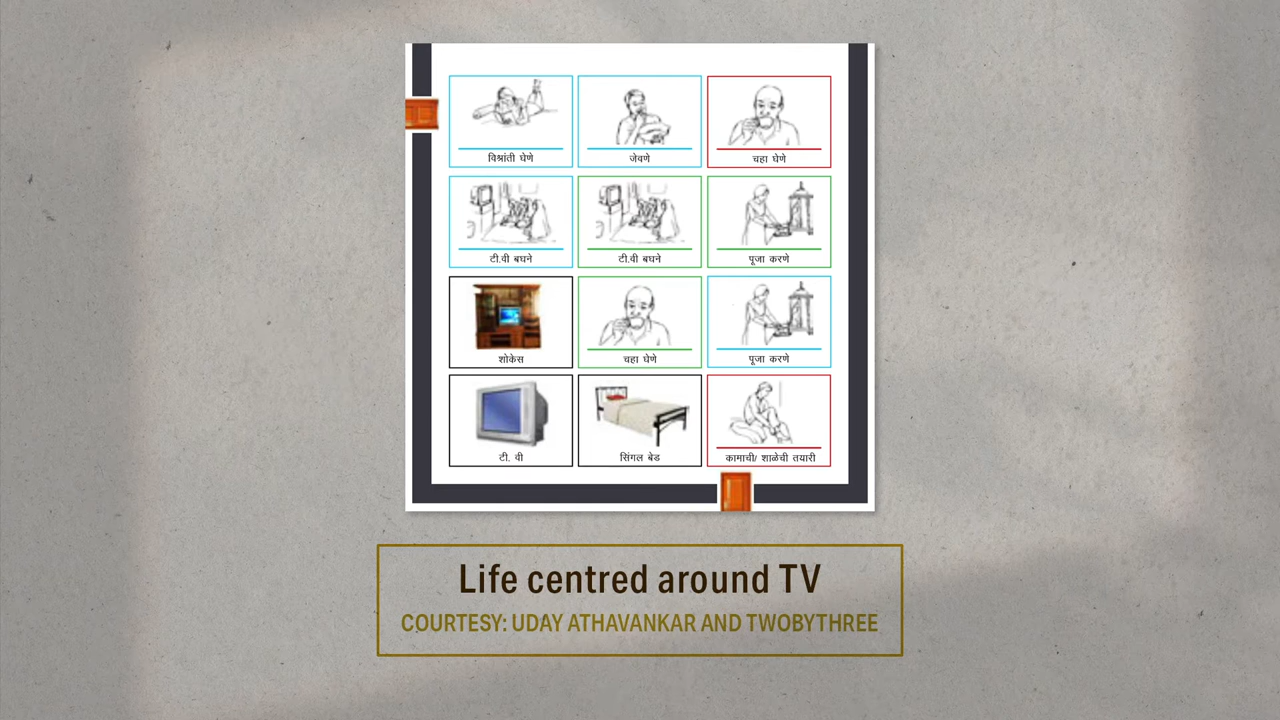 विश्रांती घेणे
जेवणे
चहा घेणे
टी.वी बघने
टी.वी बघने
पूजा करणे
शोकेस
चहा घेणे
पूजा करणे
टी. वी
सिंगल बेड
कामाची/ शाळेची तयारी
Life centred around TV
COURTESY: UDAY ATHAVANKAR AND TWOBYTHREE